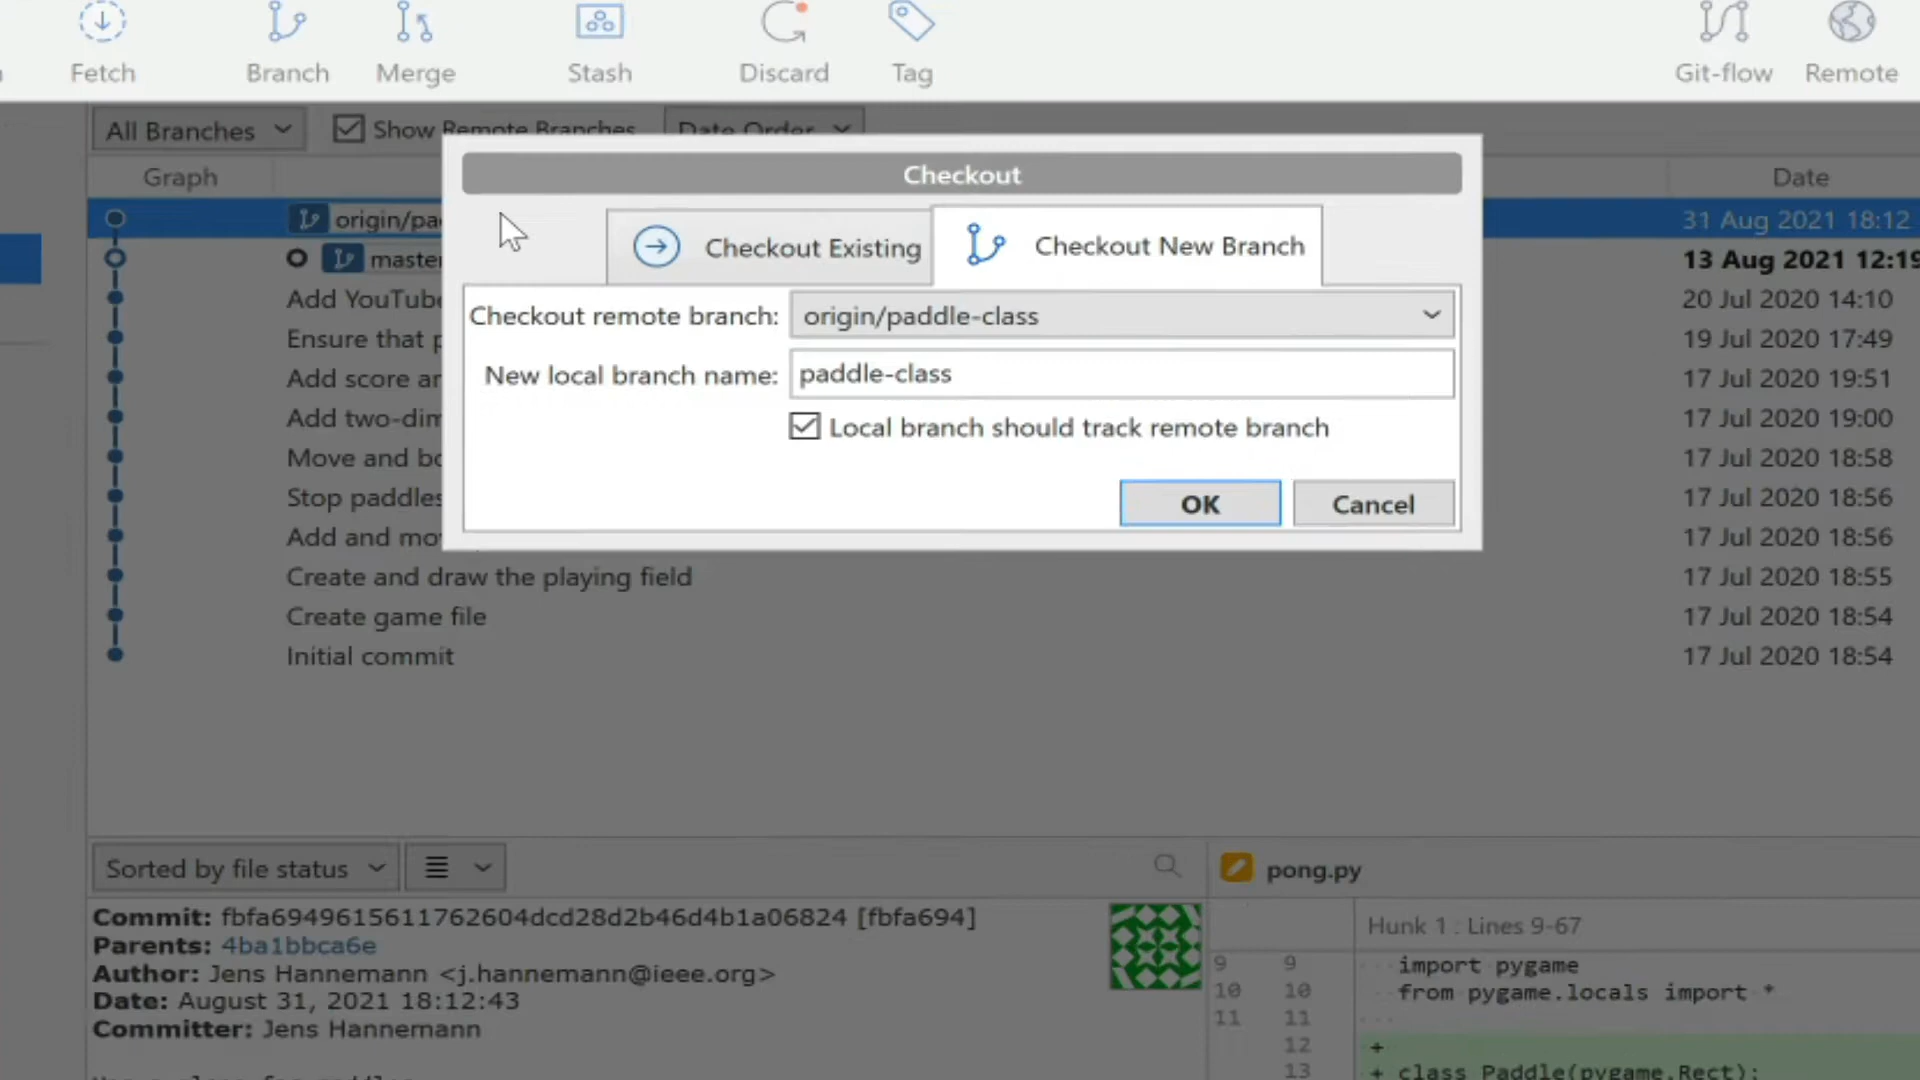 Fetch Branch Merge Stash Discard Tag Git-flow Remote
All Branches Show Remote Branches Date Order
Graph Date
Checkout
origin/pad 31 Aug 2021 18:12
Checkout Existing Checkout New Branch
master 13 Aug 2021 12:19
Add YouTube 20 Jul 2020 14:10
Checkout remote branch: origin/paddle-class
Ensure that p 19 Jul 2020 17:49
New local branch name: paddle-class
Add score an 17 Jul 2020 19:51
Add two-dim 17 Jul 2020 19:00
Local branch should track remote branch
Move and bo 17 Jul 2020 18:58
Stop paddles 17 Jul 2020 18:56
OK Cancel
Add and mov 17 Jul 2020 18:56
Create and draw the playing field 17 Jul 2020 18:55
Create game file 17 Jul 2020 18:54
Initial commit 17 Jul 2020 18:54
Sorted by file status
pong.py
Commit: fbfa6949615611762604dcd28d2b46d4b1a06824 [fbfa694]
Parents: 4ba1bbca6e
Author: Jens Hannemann <j.hannemann@ieee.org>
Date: August 31, 2021 18:12:43
Committer: Jens Hannemann
Hunk 1 : Lines 9-67
9 9 import pygame
10 10 from pygame.locals import *
11 11
12 +
13 + class Paddle(pygame.Rect):